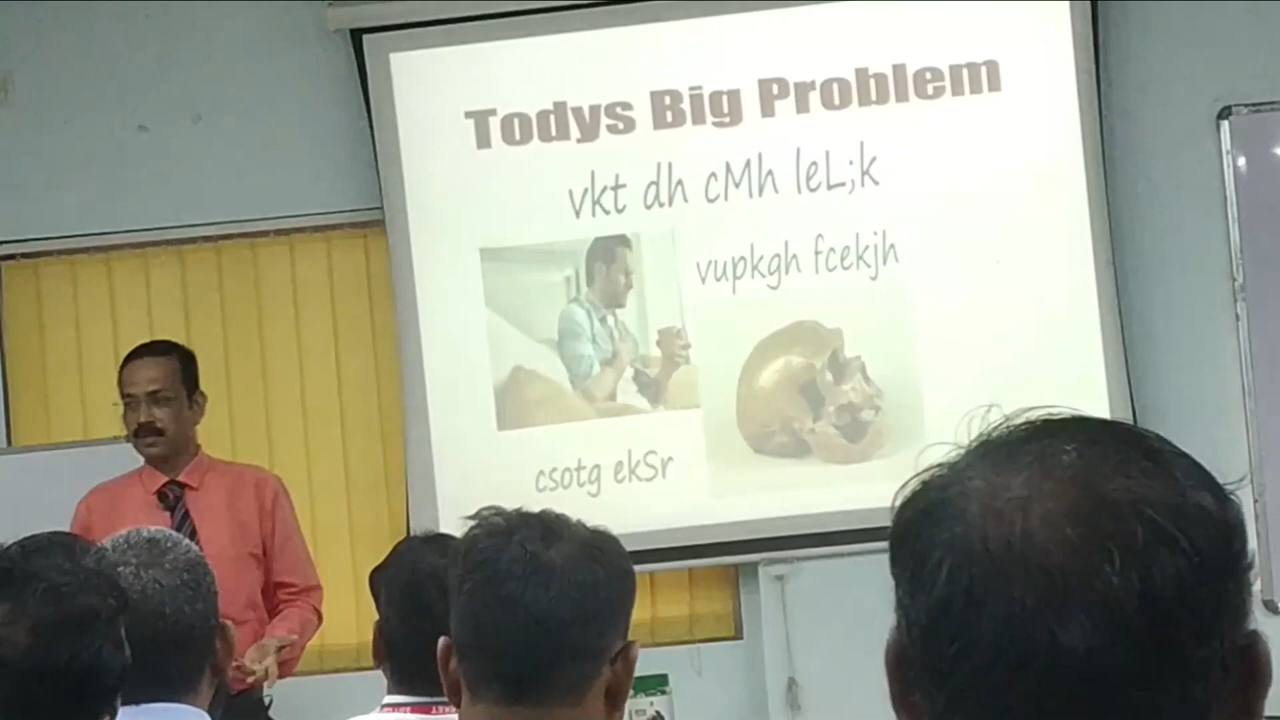 Todys Big Problem
vkt dh cMh leL;k
vupkgh fcekjh
csotg ekSr